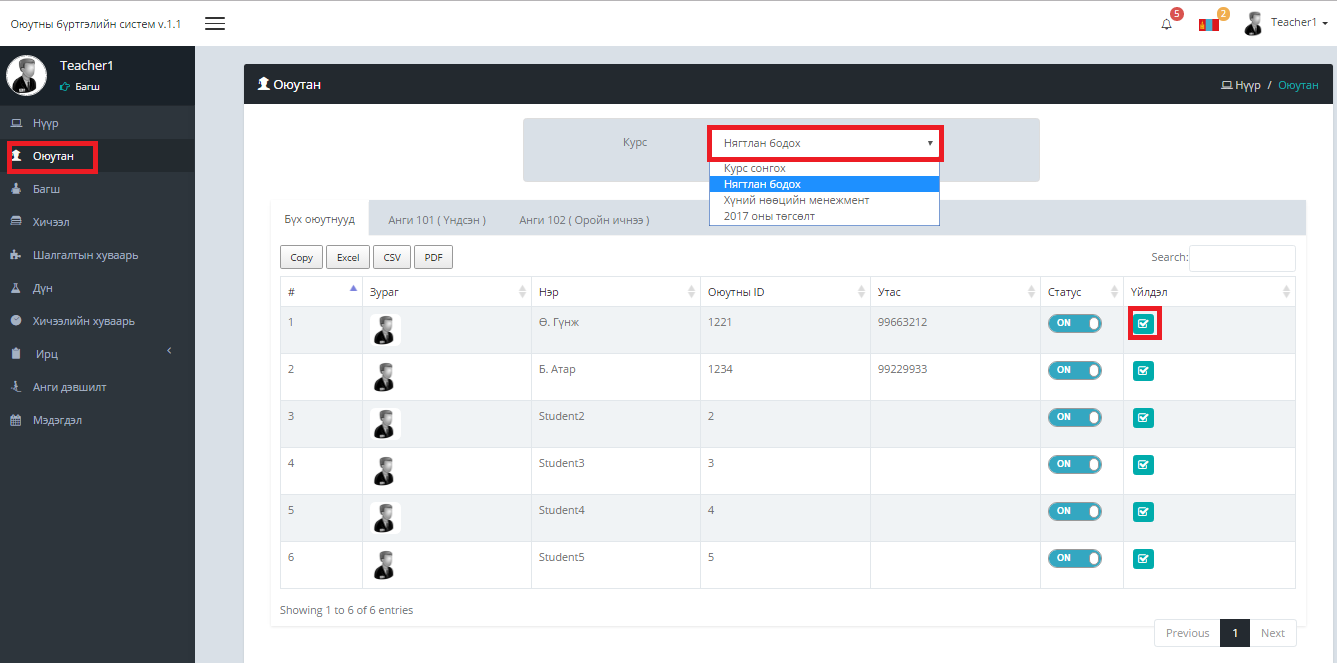 Оюутны бүртгэлийн систем v.1.1
5
2
Teacher1
Teacher1
Багш
Нүүр
Оюутан
Багш
Хичээл
Шалгалтын хуваарь
Дүн
Хичээлийн хуваарь
Ирц
Анги дэвшилт
Мэдэгдэл
Оюутан
Нүүр / Оюутан
Курс
Нягтлан бодох
Курс сонгох
Нягтлан бодох
Хүний нөөцийн менежмент
2017 оны төгсөлт
Бүх оюутнууд Анги 101 ( Үндсэн ) Анги 102 ( Оройн ичнээ )
Copy Excel CSV PDF Search:
# Зураг Нэр Оюутны ID Утас Статус Үйлдэл
1 Ө. Гүнж 1221 99663212 ON
2 Б. Атар 1234 99229933 ON
3 Student2 2 ON
4 Student3 3 ON
5 Student4 4 ON
6 Student5 5 ON
Showing 1 to 6 of 6 entries
Previous 1 Next